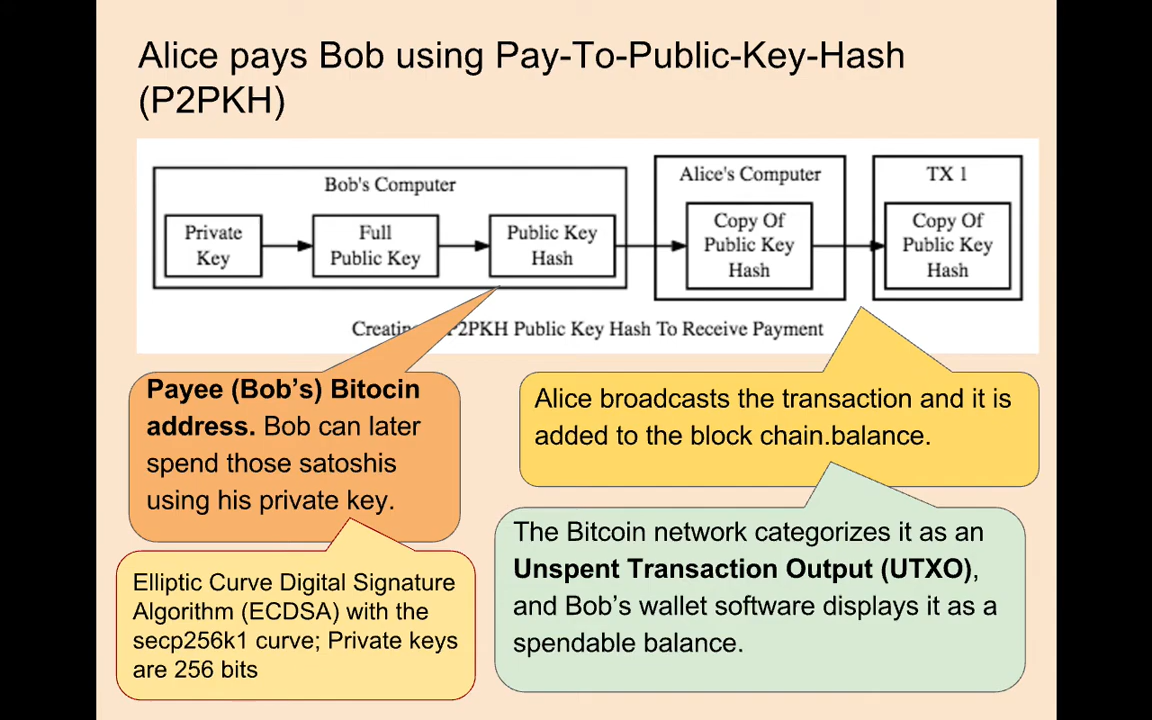 Alice pays Bob using Pay-To-Public-Key-Hash
(P2PKH)
Bob's Computer
Private
Key
Full
Public Key
Public Key
Hash
Alice's Computer
Copy Of
Public Key
Hash
TX 1
Copy Of
Public Key
Hash
Creating P2PKH Public Key Hash To Receive Payment
Payee (Bob's) Bitocin
address. Bob can later
spend those satoshis
using his private key.
Alice broadcasts the transaction and it is
added to the block chain.balance.
Elliptic Curve Digital Signature
Algorithm (ECDSA) with the
secp256k1 curve; Private keys
are 256 bits
The Bitcoin network categorizes it as an
Unspent Transaction Output (UTXO),
and Bob's wallet software displays it as a
spendable balance.